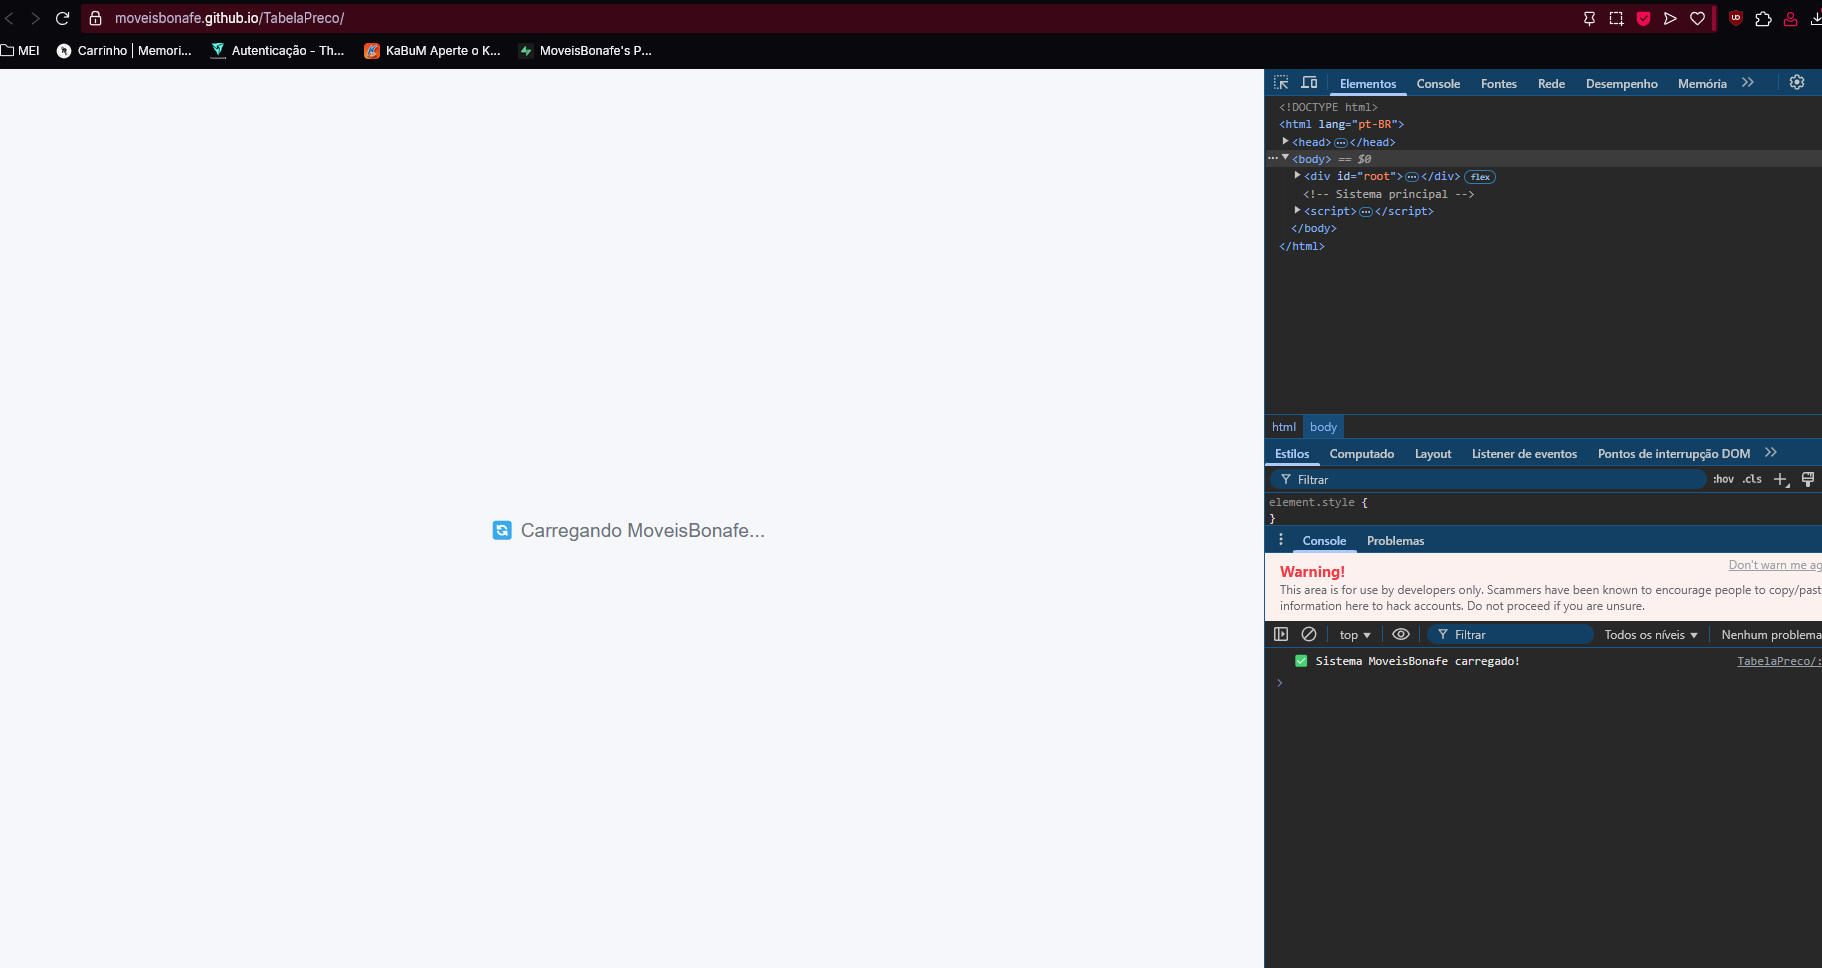 moveisbonafe.github.io/TabelaPreco/
MEI
Carrinho | Memori...
Autenticação - Th...
KaBuM Aperte o K...
MoveisBonafe's P...
Elementos Console Fontes Rede Desempenho Memória
<!DOCTYPE html>
<html lang="pt-BR">
<head>…</head>
<body> == $0
<div id="root">…</div> flex
<!-- Sistema principal -->
<script>…</script>
</body>
</html>
html body
Estilos Computado Layout Listener de eventos Pontos de interrupção DOM
Filtrar :hov .cls
element.style {
}
Carregando MoveisBonafe...
Console Problemas
Don't warn me ag
Warning!
This area is for use by developers only. Scammers have been known to encourage people to copy/past
information here to hack accounts. Do not proceed if you are unsure.
top Filtrar Todos os níveis Nenhum problema
Sistema MoveisBonafe carregado! TabelaPreco/: